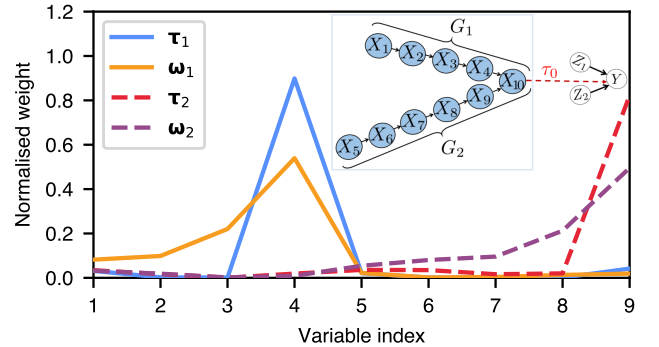 1.2
1.0
0.8
0.6
0.4
0.2
0.0
Normalised weight
τ₁
ω₁
τ₂
ω₂
G₁
X₁
X₂
X₃
X₄
X₁₀
X₅
X₆
X₇
X₈
X₉
G₂
τ₀
Z₁
Z₂
Y
1 2 3 4 5 6 7 8 9
Variable index